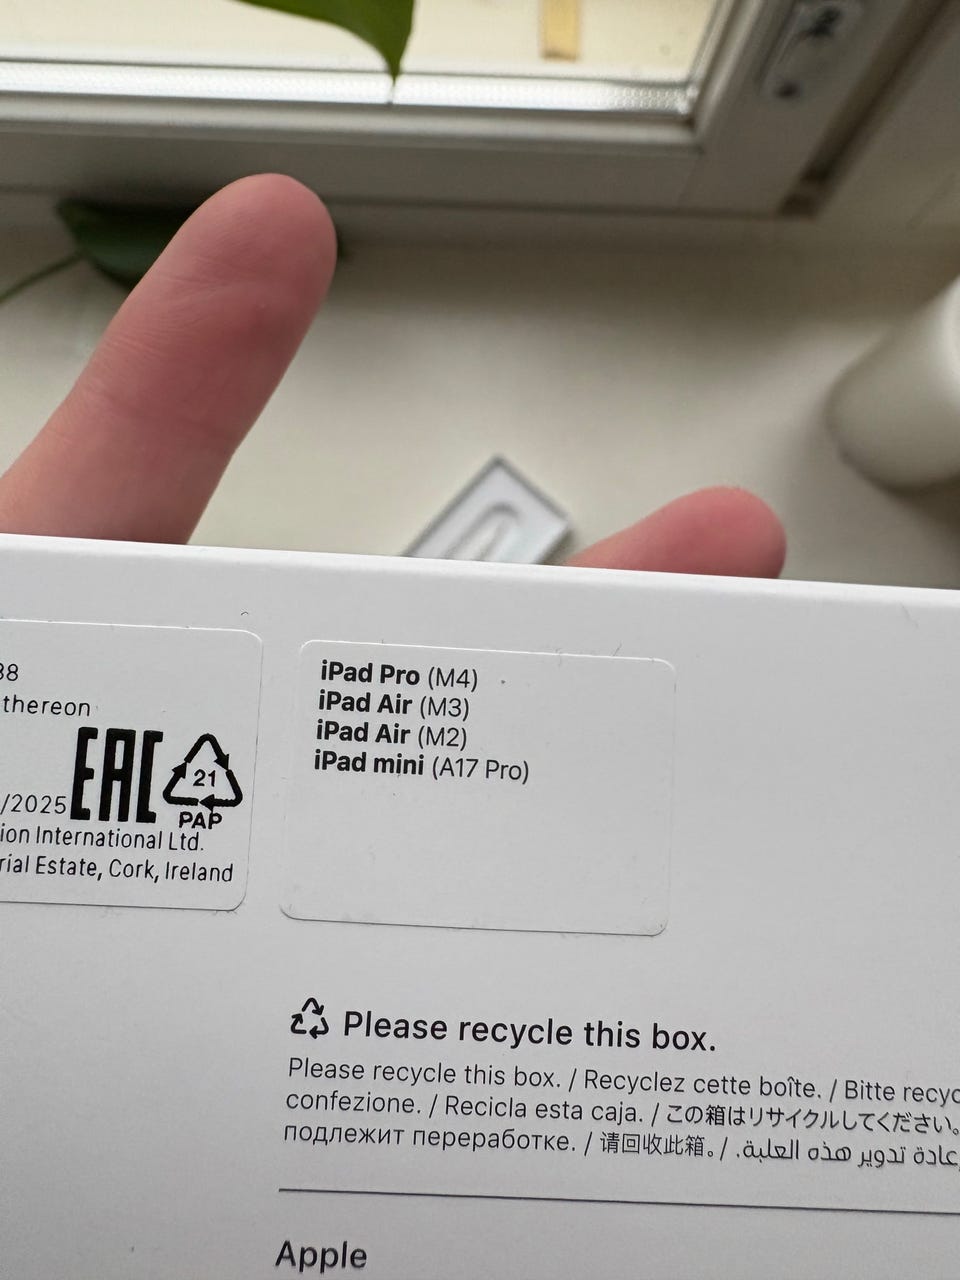 38
thereon
EAC
21
PAP
/2025
ion International Ltd.
rial Estate, Cork, Ireland
iPad Pro (M4)
iPad Air (M3)
iPad Air (M2)
iPad mini (A17 Pro)
Please recycle this box.
Please recycle this box. / Recyclez cette boîte. / Bitte recyc
confezione. / Recicla esta caja. / この箱はリサイクルしてください。
подлежит переработке. / 请回收此箱。/ .إعادة تدوير هذه العلبة
Apple